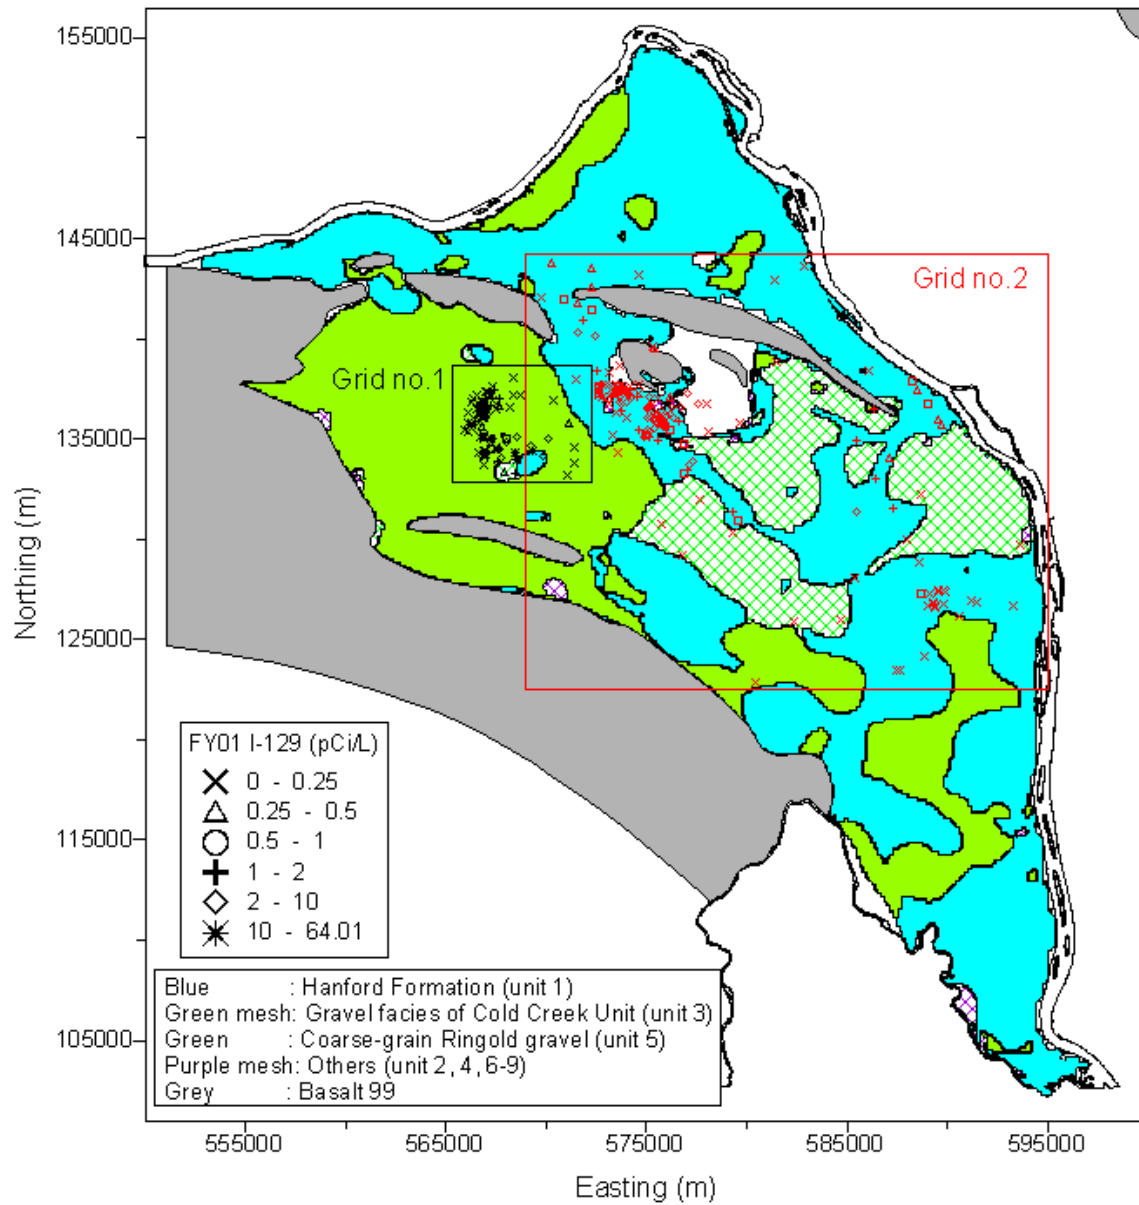 155000
145000
135000
125000
115000
105000
Northing (m)
Grid no.2
Grid no.1
FY01 I-129 (pCi/L)
0 - 0.25
0.25 - 0.5
0.5 - 1
1 - 2
2 - 10
10 - 64.01
Blue : Hanford Formation (unit 1)
Green mesh: Gravel facies of Cold Creek Unit (unit 3)
Green : Coarse-grain Ringold gravel (unit 5)
Purple mesh: Others (unit 2, 4, 6-9)
Grey : Basalt 99
555000 565000 575000 585000 595000
Easting (m)